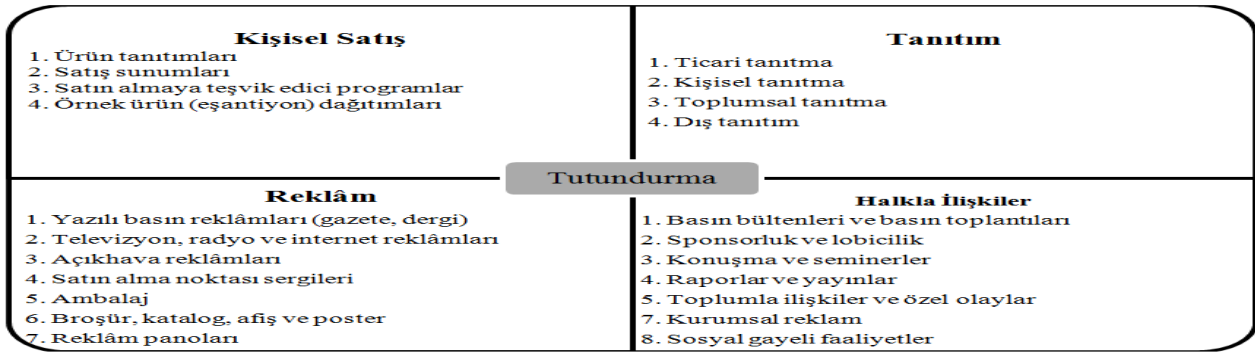 Kişisel Satış
1. Ürün tanıtımları
2. Satış sunumları
3. Satın almaya teşvik edici programlar
4. Örnek ürün (eşantiyon) dağıtımları
Tanıtım
1. Ticari tanıtma
2. Kişisel tanıtma
3. Toplumsal tanıtma
4. Dış tanıtım
Tutundurma
Reklâm
1. Yazılı basın reklâmları (gazete, dergi)
2. Televizyon, radyo ve internet reklâmları
3. Açıkhava reklâmları
4. Satın alma noktası sergileri
5. Ambalaj
6. Broşür, katalog, afiş ve poster
7. Reklâm panoları
Halkla İlişkiler
1. Basın bültenleri ve basın toplantıları
2. Sponsorluk ve lobicilik
3. Konuşma ve seminerler
4. Raporlar ve yayınlar
5. Toplumla ilişkiler ve özel olaylar
7. Kurumsal reklam
8. Sosyal gayeli faaliyetler